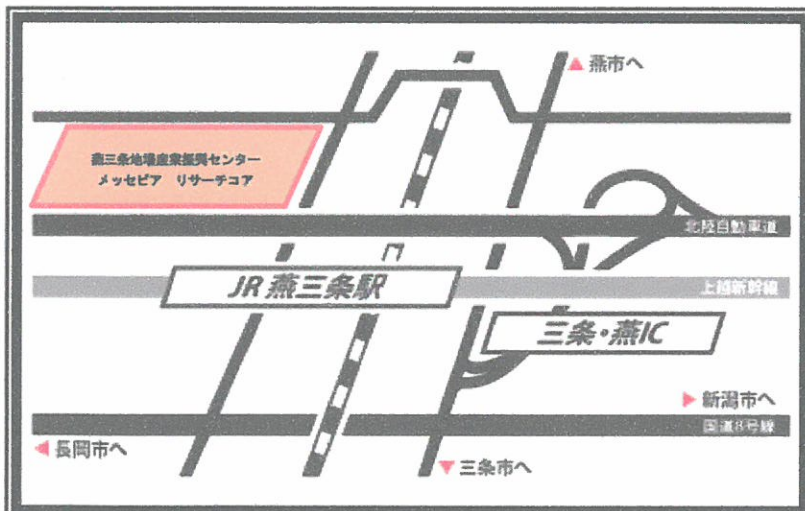 ▲燕市へ
燕三条地場産業振興センター
メッセピア リサーチコア
北陸自動車道
JR 燕三条駅
上越新幹線
三条・燕IC
▶新潟市へ
国道8号線
◀長岡市へ
▼三条市へ